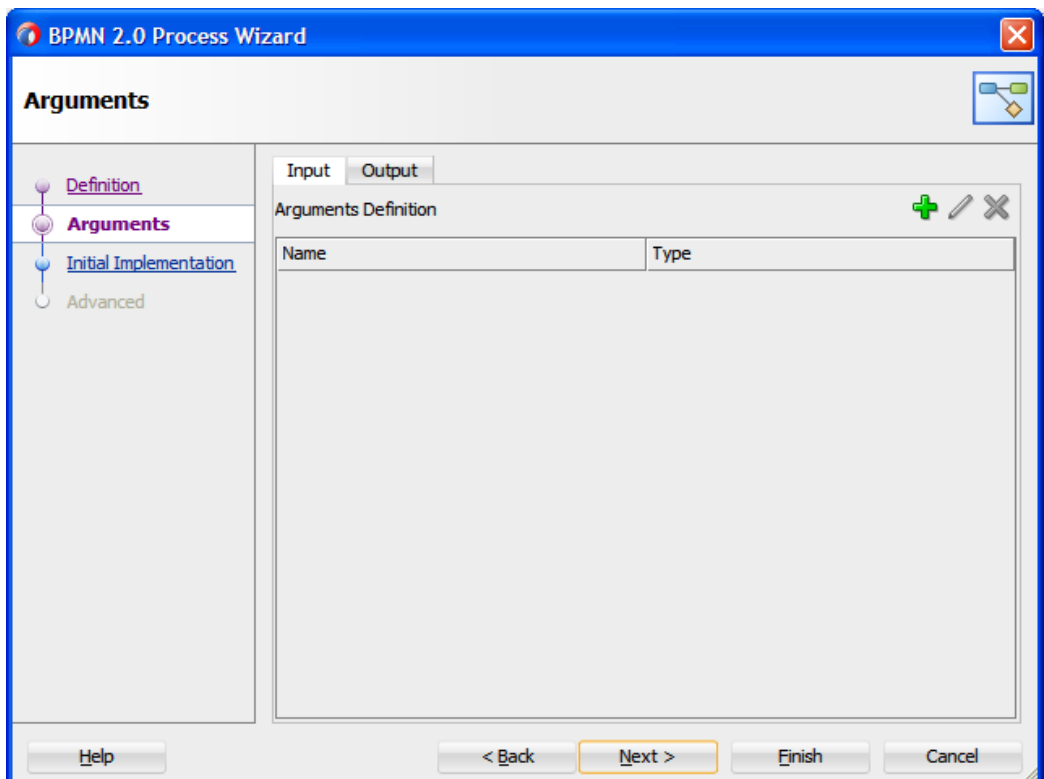 BPMN 2.0 Process Wizard
Arguments
Definition
Arguments
Initial Implementation
Advanced
Input Output
Arguments Definition
Name Type
Help < Back Next > Finish Cancel